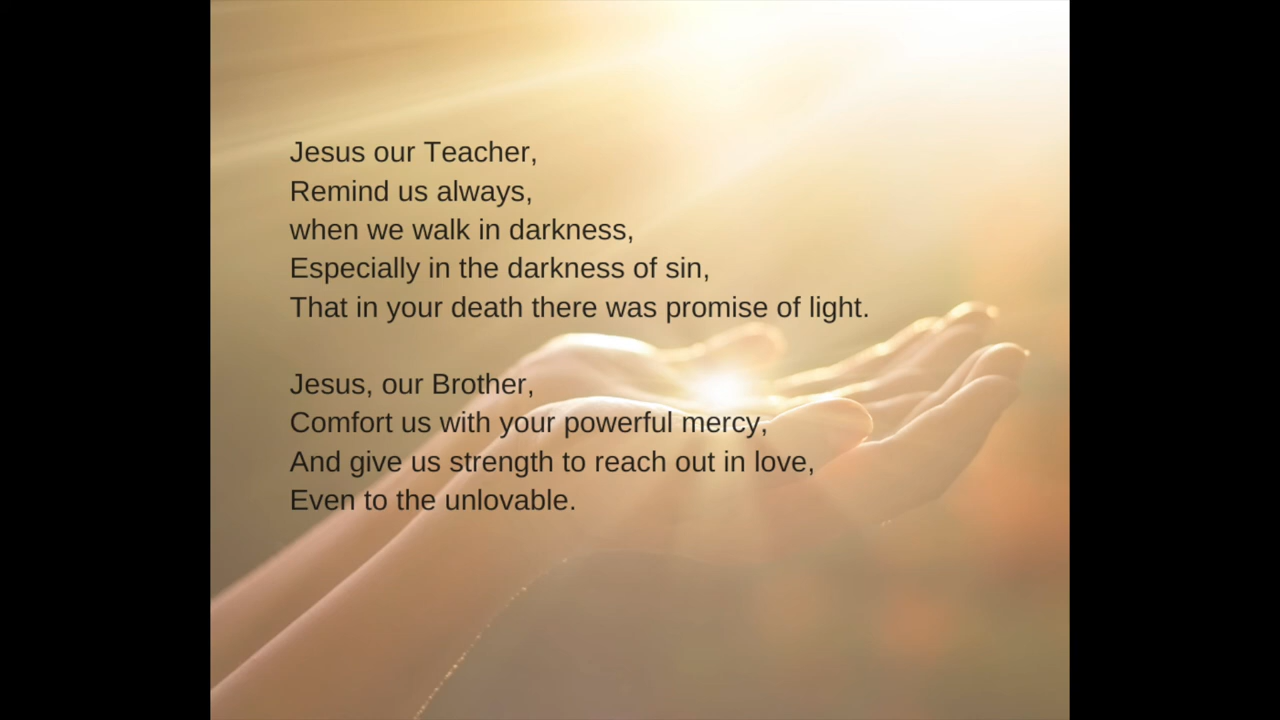 Jesus our Teacher,
Remind us always,
when we walk in darkness,
Especially in the darkness of sin,
That in your death there was promise of light.
Jesus, our Brother,
Comfort us with your powerful mercy,
And give us strength to reach out in love,
Even to the unlovable.